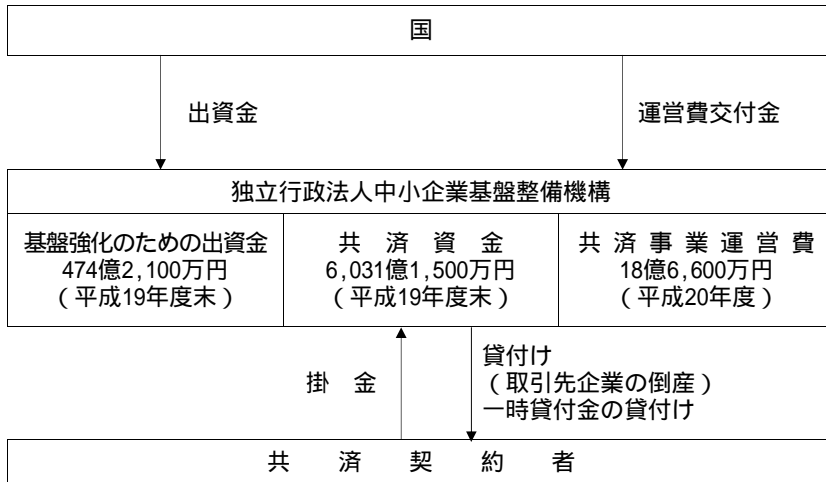 国
出資金
運営費交付金
独立行政法人中小企業基盤整備機構
基盤強化のための出資金
474億2,100万円
（平成19年度末）
共済資金
6,031億1,500万円
（平成19年度末）
共済事業運営費
18億6,600万円
（平成20年度）
掛金
貸付け
（取引先企業の倒産）
一時貸付金の貸付け
共済契約者